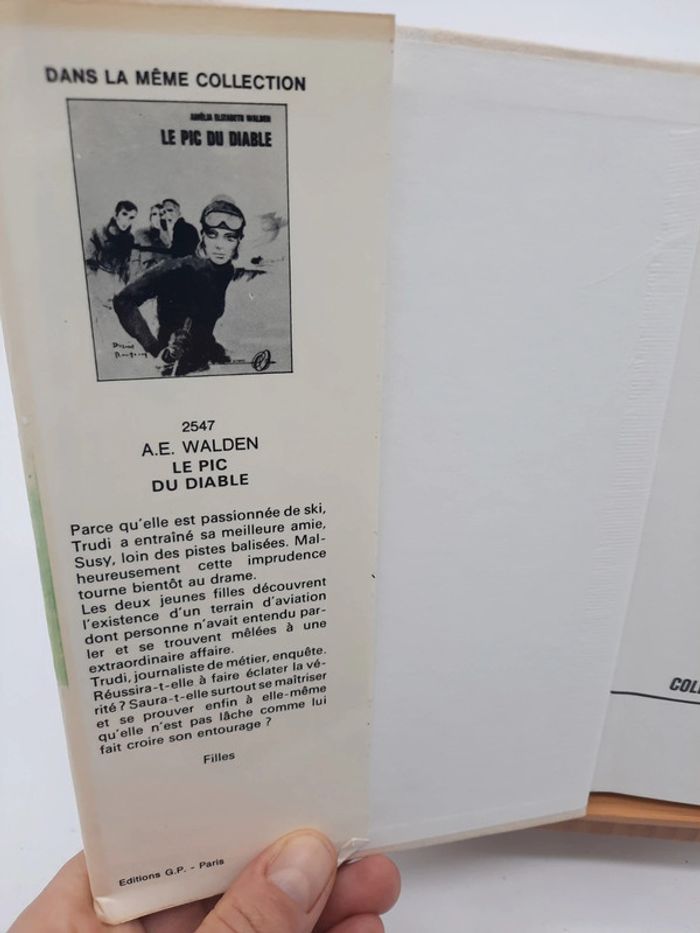 DANS LA MÊME COLLECTION
AMÉLIA ELIZABETH WALDEN
LE PIC DU DIABLE
2547
A.E. WALDEN
LE PIC
DU DIABLE
Parce qu'elle est passionnée de ski,
Trudi a entraîné sa meilleure amie,
Susy, loin des pistes balisées. Mal-
heureusement cette imprudence
tourne bientôt au drame.
Les deux jeunes filles découvrent
l'existence d'un terrain d'aviation
dont personne n'avait entendu par-
ler et se trouvent mêlées à une
extraordinaire affaire.
Trudi, journaliste de métier, enquête.
Réussira-t-elle à faire éclater la vé-
rité ? Saura-t-elle surtout se maîtriser
et se prouver enfin à elle-même
qu'elle n'est pas lâche comme lui
fait croire son entourage ?
Filles
Editions G.P. - Paris
COLL